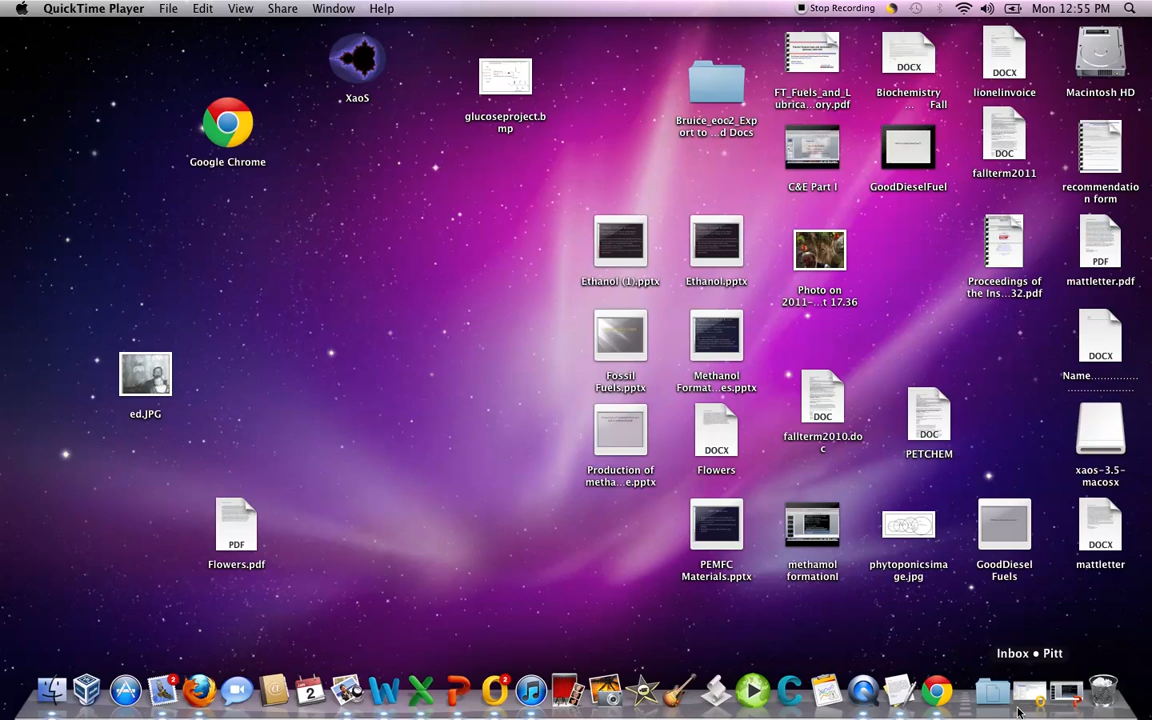 QuickTime Player File Edit View Share Window Help Stop Recording Mon 12:55 PM
XaoS
glucoseproject.b
mp
Google Chrome
Bruice_eoc2_Exp
ort to ...d Docs
FT_Fuels_and_L
ubrica...ory.pdf
DOCX
Biochemistry
... Fall
lionelinvoice
Macintosh HD
C&E Part I
GoodDieselFuel
DOC
fallterm2011
recommendatio
n form
Ethanol (1).pptx
Ethanol.pptx
Photo on
2011-...t 17.36
Proceedings of
the Ins...32.pdf
PDF
mattletter.pdf
Fossil
Fuels.pptx
Methanol
Format...es.pptx
DOCX
Name..............
..................
ed.JPG
DOC
fallterm2010.do
c
DOC
PETCHEM
Production of
metha...e.pptx
DOCX
Flowers
xaos-3.5-
macosx
PDF
Flowers.pdf
PEMFC
Materials.pptx
methamol
formationI
phytoponicsima
ge.jpg
GoodDiesel
Fuels
DOCX
mattletter
Inbox • Pitt
2
2
2